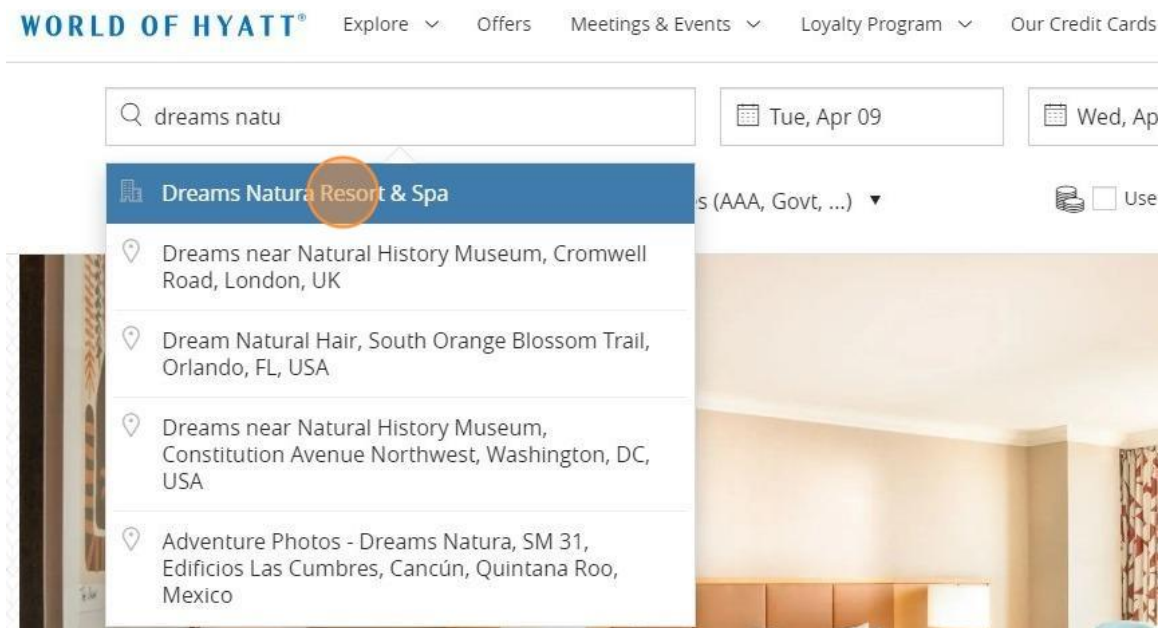 WORLD OF HYATT® Explore Offers Meetings & Events Loyalty Program Our Credit Cards
dreams natu
Tue, Apr 09
Wed, Ap
Dreams Natura Resort & Spa
s (AAA, Govt, ...)
Use
Dreams near Natural History Museum, Cromwell
Road, London, UK
Dream Natural Hair, South Orange Blossom Trail,
Orlando, FL, USA
Dreams near Natural History Museum,
Constitution Avenue Northwest, Washington, DC,
USA
Adventure Photos - Dreams Natura, SM 31,
Edificios Las Cumbres, Cancún, Quintana Roo,
Mexico